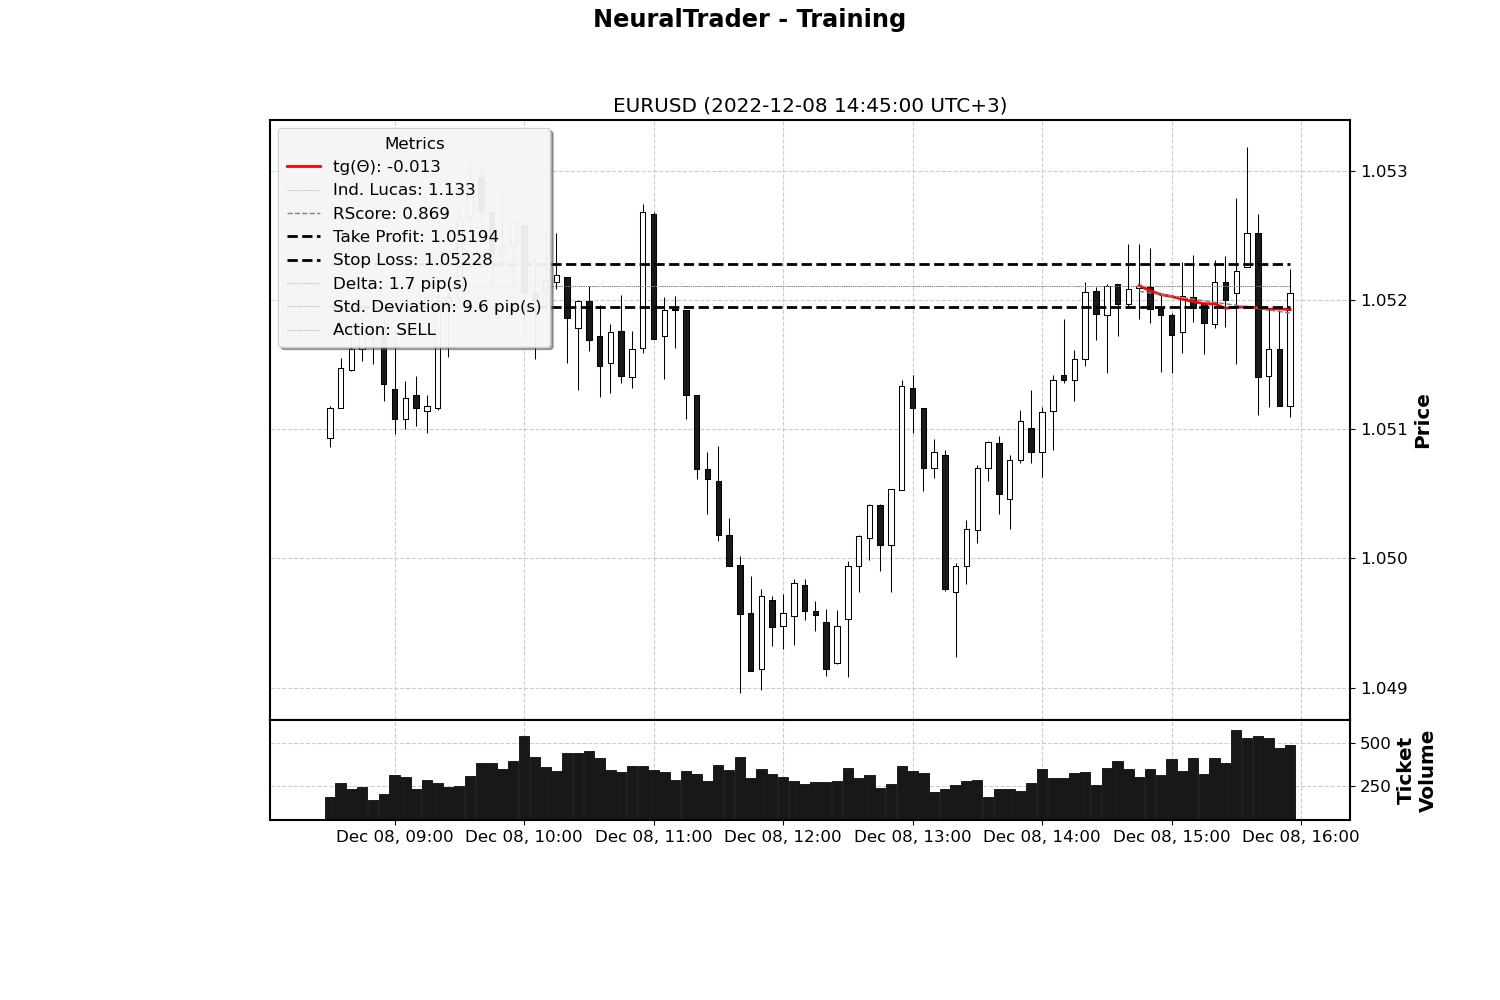 NeuralTrader - Training
EURUSD (2022-12-08 14:45:00 UTC+3)
Metrics
tg(Θ): -0.013
Ind. Lucas: 1.133
RScore: 0.869
Take Profit: 1.05194
Stop Loss: 1.05228
Delta: 1.7 pip(s)
Std. Deviation: 9.6 pip(s)
Action: SELL
1.053
1.052
1.051
1.050
1.049
Price
500
250
Ticket
Volume
Dec 08, 09:00 Dec 08, 10:00 Dec 08, 11:00 Dec 08, 12:00 Dec 08, 13:00 Dec 08, 14:00 Dec 08, 15:00 Dec 08, 16:00